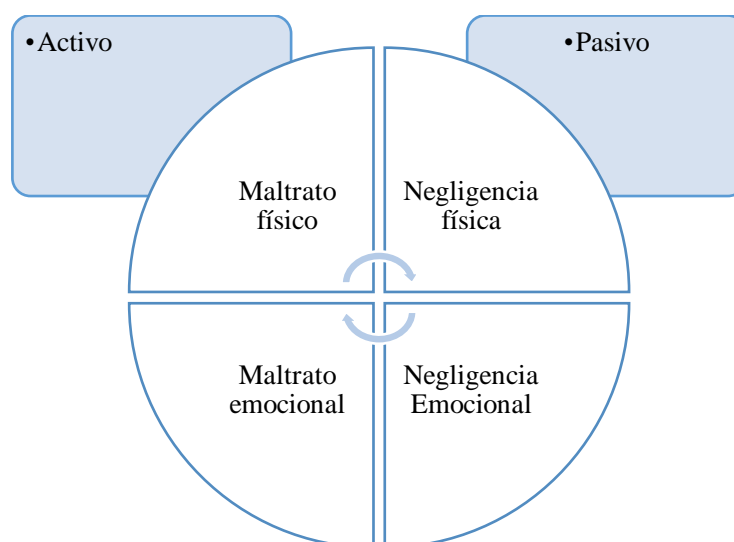 •Activo
•Pasivo
Maltrato
físico
Negligencia
física
Maltrato
emocional
Negligencia
Emocional